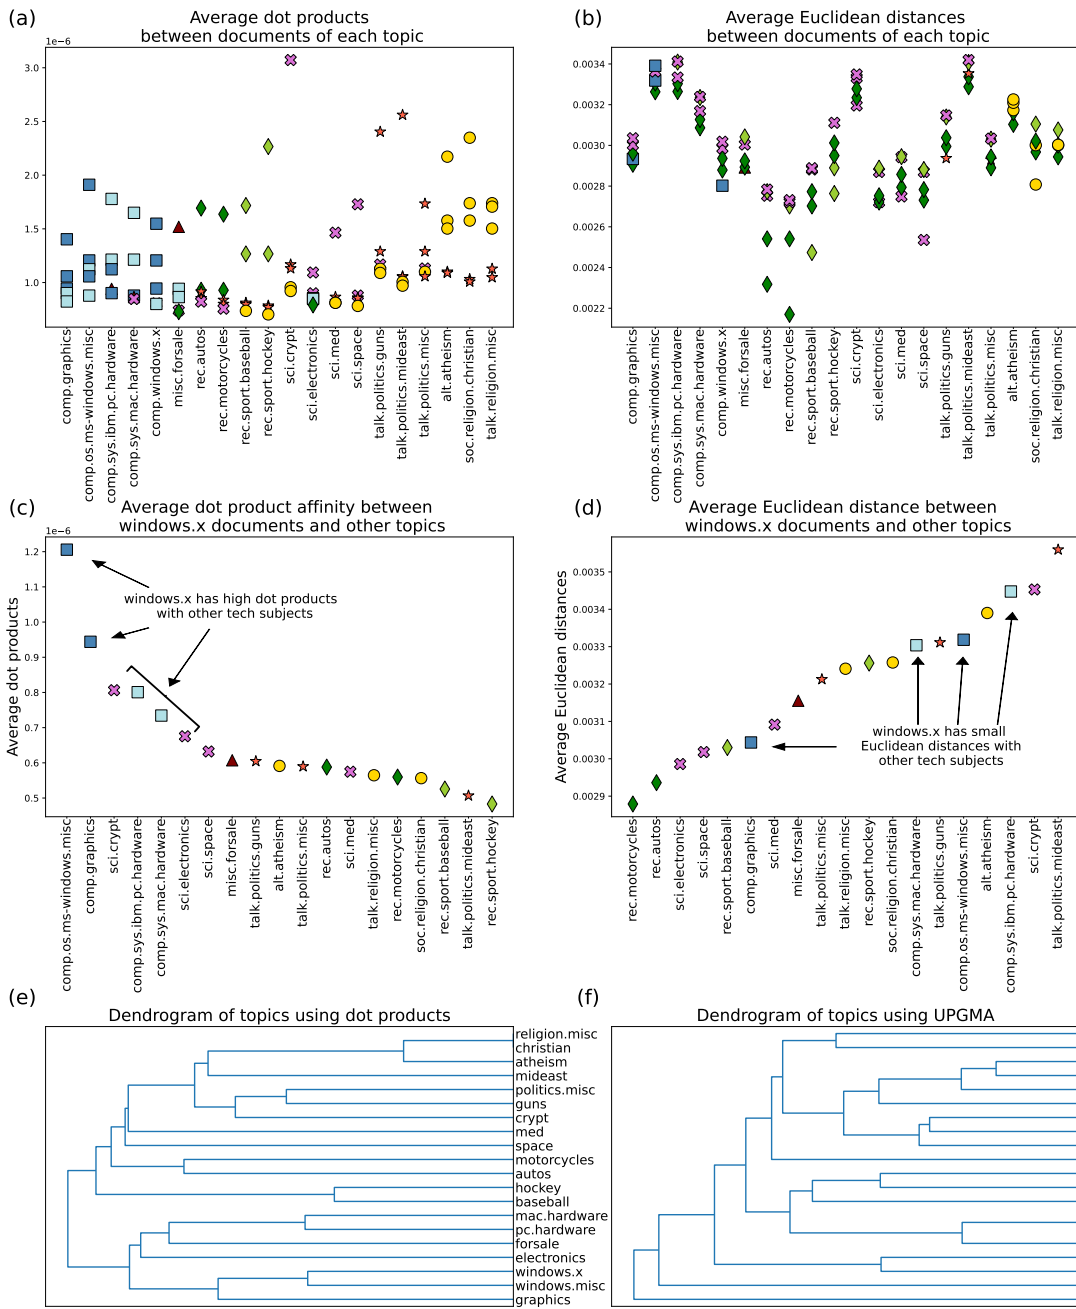 (a)
Average dot products
between documents of each topic
1e−6
3.0
2.5
2.0
1.5
1.0
comp.graphics
comp.os.ms-windows.misc
comp.sys.ibm.pc.hardware
comp.sys.mac.hardware
comp.windows.x
misc.forsale
rec.autos
rec.motorcycles
rec.sport.baseball
rec.sport.hockey
sci.crypt
sci.electronics
sci.med
sci.space
talk.politics.guns
talk.politics.mideast
talk.politics.misc
alt.atheism
soc.religion.christian
talk.religion.misc
(b)
Average Euclidean distances
between documents of each topic
0.0034
0.0032
0.0030
0.0028
0.0026
0.0024
0.0022
comp.graphics
comp.os.ms-windows.misc
comp.sys.ibm.pc.hardware
comp.sys.mac.hardware
comp.windows.x
misc.forsale
rec.autos
rec.motorcycles
rec.sport.baseball
rec.sport.hockey
sci.crypt
sci.electronics
sci.med
sci.space
talk.politics.guns
talk.politics.mideast
talk.politics.misc
alt.atheism
soc.religion.christian
talk.religion.misc
(c)
Average dot product affinity between
windows.x documents and other topics
1e−6
Average dot products
1.2
1.1
1.0
0.9
0.8
0.7
0.6
0.5
windows.x has high dot products
with other tech subjects
comp.os.ms-windows.misc
comp.graphics
sci.crypt
comp.sys.ibm.pc.hardware
comp.sys.mac.hardware
sci.electronics
sci.space
misc.forsale
talk.politics.guns
alt.atheism
talk.politics.misc
rec.autos
sci.med
talk.religion.misc
rec.motorcycles
soc.religion.christian
rec.sport.baseball
talk.politics.mideast
rec.sport.hockey
(d)
Average Euclidean distance between
windows.x documents and other topics
Average Euclidean distances
0.0035
0.0034
0.0033
0.0032
0.0031
0.0030
0.0029
windows.x has small
Euclidean distances with
other tech subjects
rec.motorcycles
rec.autos
sci.electronics
sci.space
rec.sport.baseball
comp.graphics
sci.med
misc.forsale
talk.politics.misc
talk.religion.misc
rec.sport.hockey
soc.religion.christian
comp.sys.mac.hardware
talk.politics.guns
comp.os.ms-windows.misc
alt.atheism
comp.sys.ibm.pc.hardware
sci.crypt
talk.politics.mideast
(e)
Dendrogram of topics using dot products
religion.misc
christian
atheism
mideast
politics.misc
guns
crypt
med
space
motorcycles
autos
hockey
baseball
mac.hardware
pc.hardware
forsale
electronics
windows.x
windows.misc
graphics
(f)
Dendrogram of topics using UPGMA